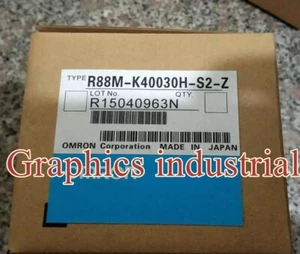 TYPE R88M-K40030H-S2-Z
LOT No. QTY.
R15040963N
OMRON Corporation MADE IN JAPAN
Graphics industrial